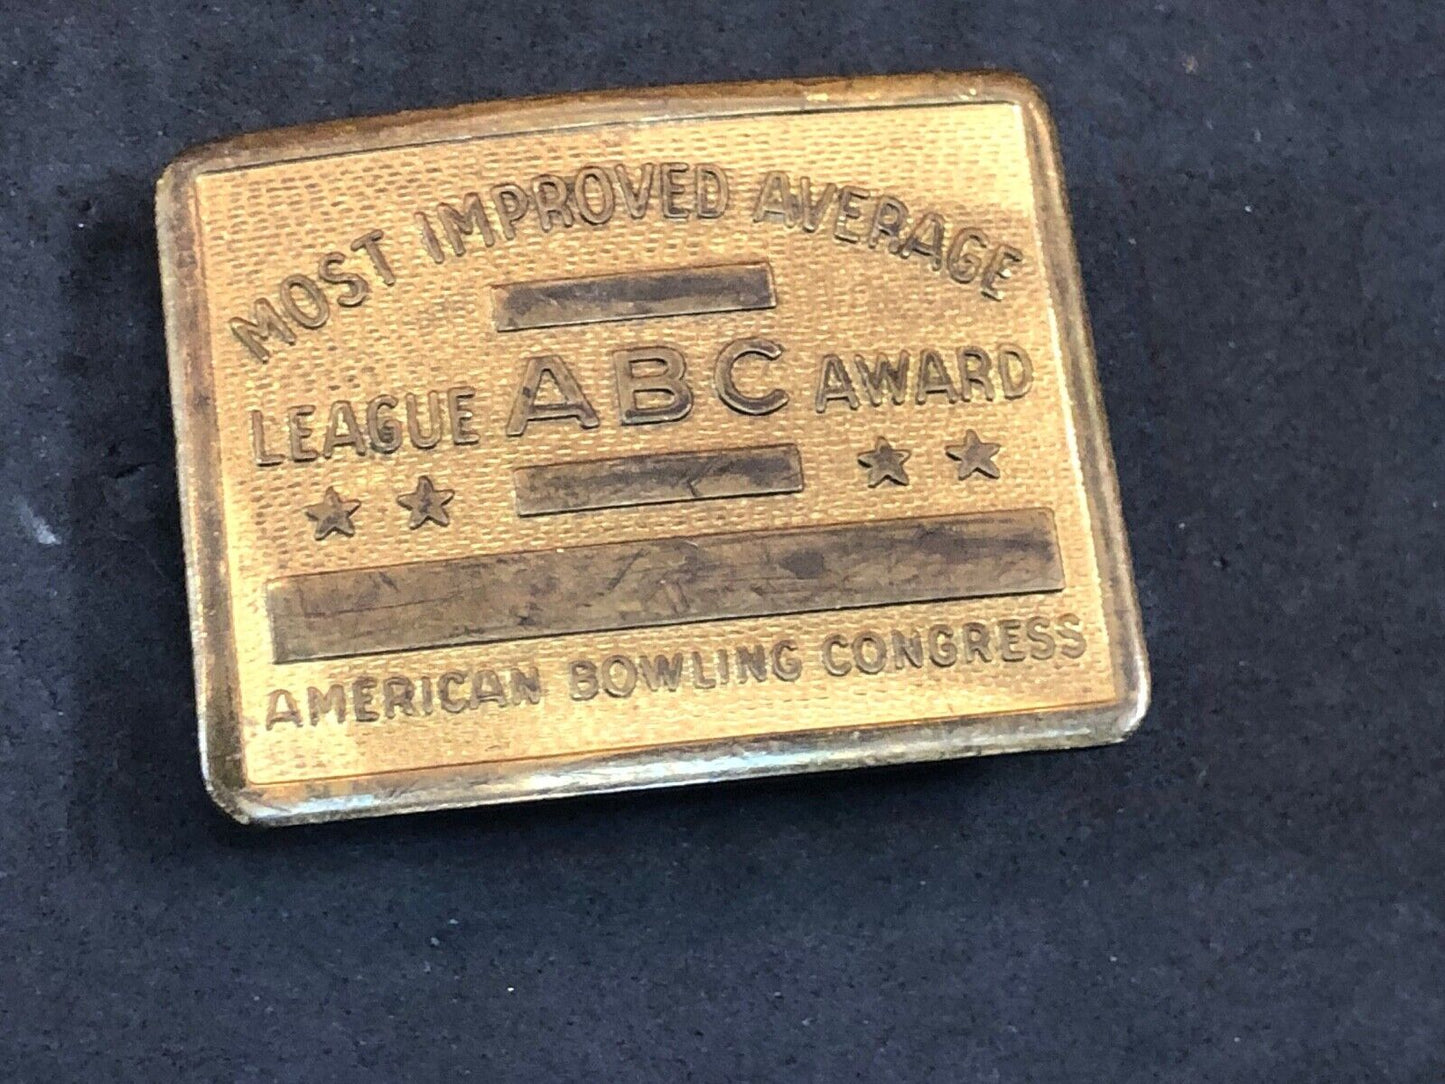 MOST IMPROVED AVERAGE
LEAGUE ABC AWARD
AMERICAN BOWLING CONGRESS